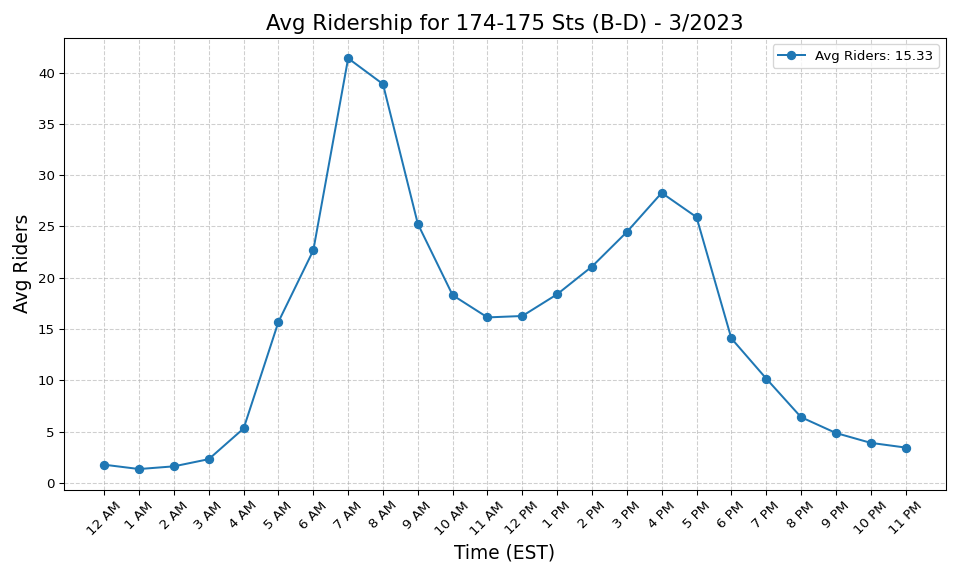 Avg Ridership for 174-175 Sts (B-D) - 3/2023
Avg Riders: 15.33
Avg Riders
40
35
30
25
20
15
10
5
0
12 AM
1 AM
2 AM
3 AM
4 AM
5 AM
6 AM
7 AM
8 AM
9 AM
10 AM
11 AM
12 PM
1 PM
2 PM
3 PM
4 PM
5 PM
6 PM
7 PM
8 PM
9 PM
10 PM
11 PM
Time (EST)